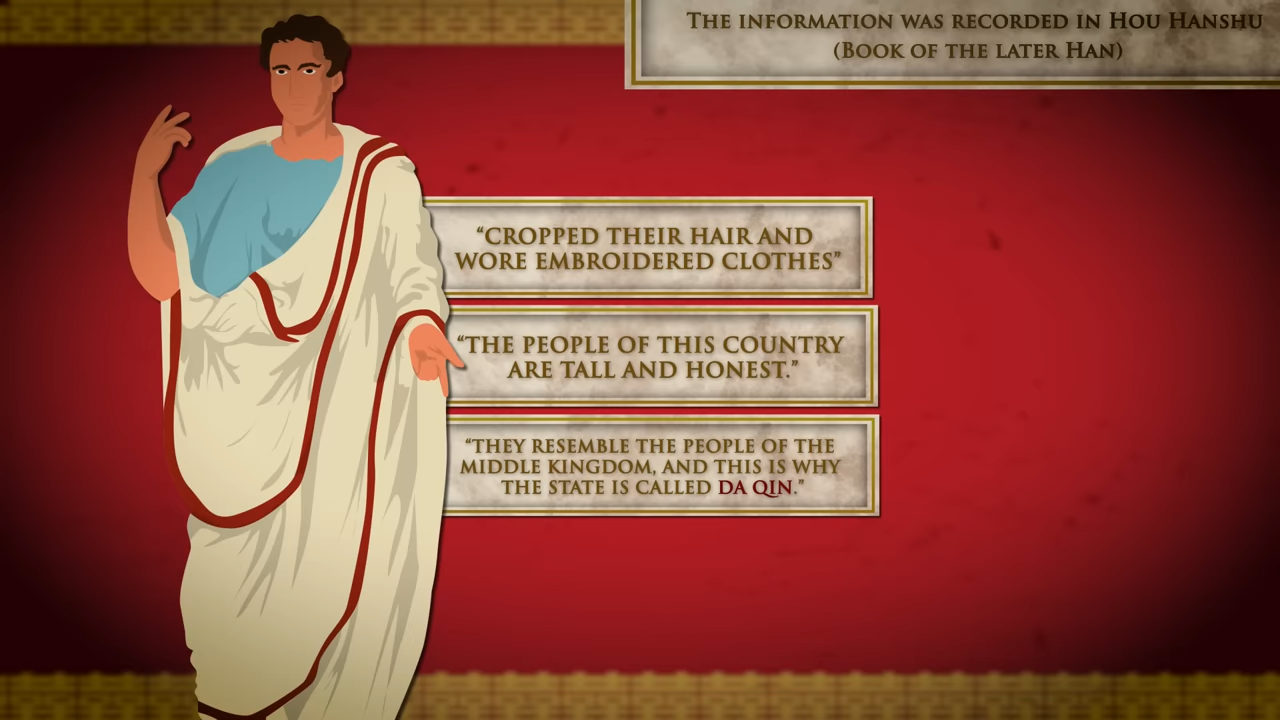 THE INFORMATION WAS RECORDED IN HOU HANSHU
(BOOK OF THE LATER HAN)
“CROPPED THEIR HAIR AND
WORE EMBROIDERED CLOTHES”
“THE PEOPLE OF THIS COUNTRY
ARE TALL AND HONEST.”
“THEY RESEMBLE THE PEOPLE OF THE
MIDDLE KINGDOM, AND THIS IS WHY
THE STATE IS CALLED DA QIN.”